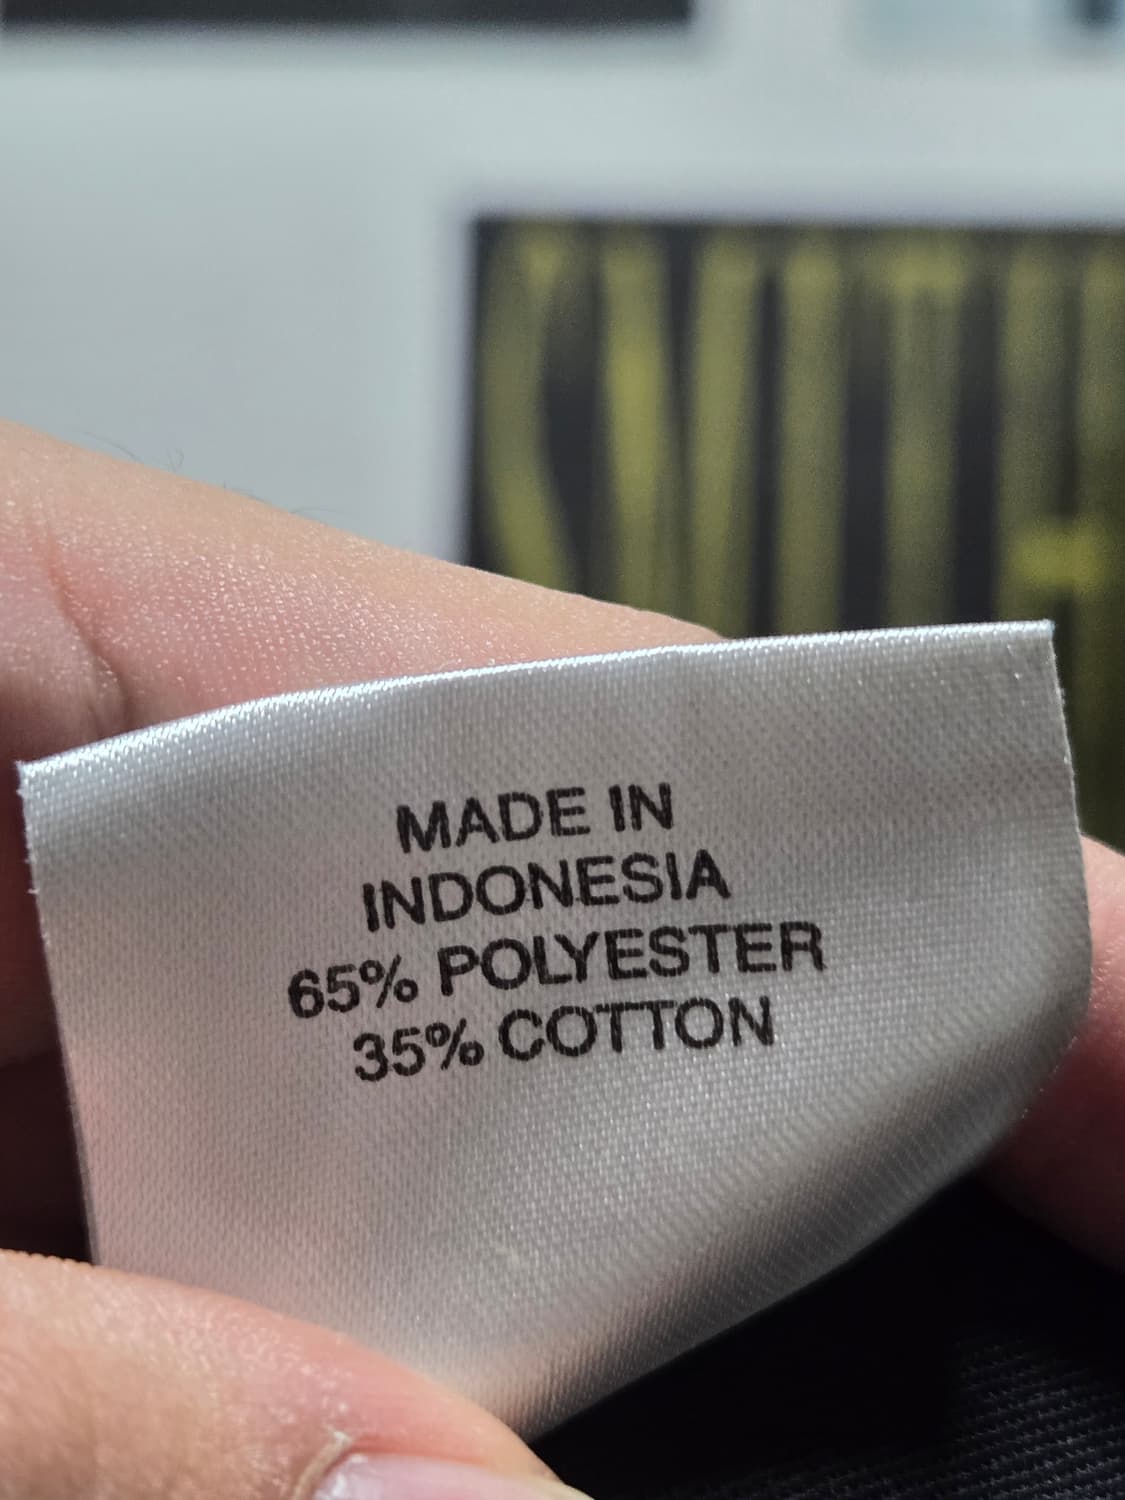 MADE IN
INDONESIA
65% POLYESTER
35% COTTON